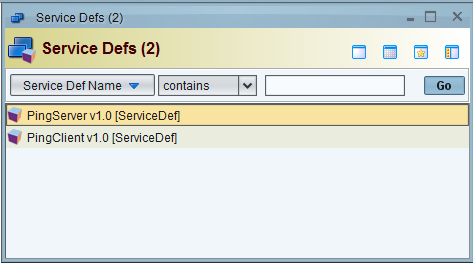 Service Defs (2)
Service Defs (2)
Service Def Name contains Go
PingServer v1.0 [ServiceDef]
PingClient v1.0 [ServiceDef]